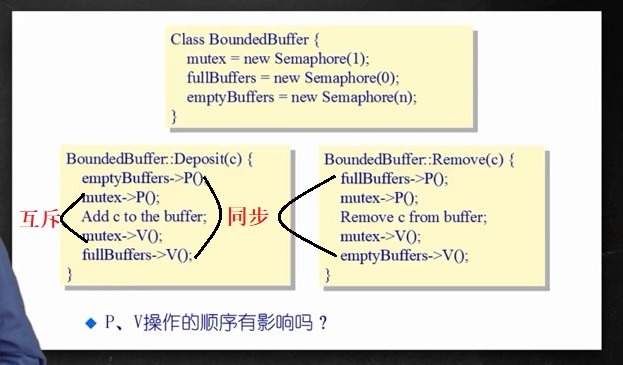 Class BoundedBuffer {
mutex = new Semaphore(1);
fullBuffers = new Semaphore(0);
emptyBuffers = new Semaphore(n);
}
BoundedBuffer::Deposit(c) {
emptyBuffers->P();
mutex->P();
Add c to the buffer;
mutex->V();
fullBuffers->V();
}
互斥
同步
BoundedBuffer::Remove(c) {
fullBuffers->P();
mutex->P();
Remove c from buffer;
mutex->V();
emptyBuffers->V();
}
P、V操作的顺序有影响吗？